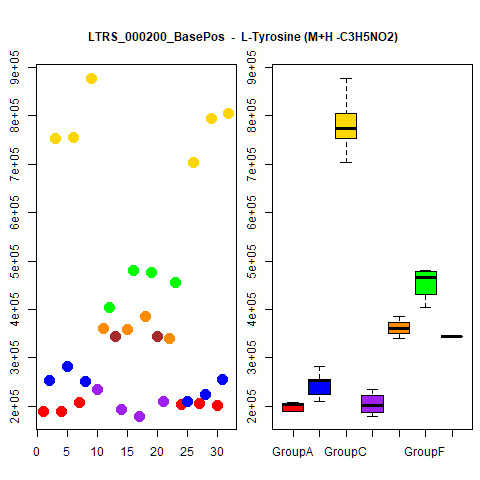 LTRS_000200_BasePos  -  L-Tyrosine (M+H -C3H5NO2)
9e+05
8e+05
7e+05
6e+05
5e+05
4e+05
3e+05
2e+05
0 5 10 15 20 25 30
9e+05
8e+05
7e+05
6e+05
5e+05
4e+05
3e+05
2e+05
GroupA GroupC GroupF